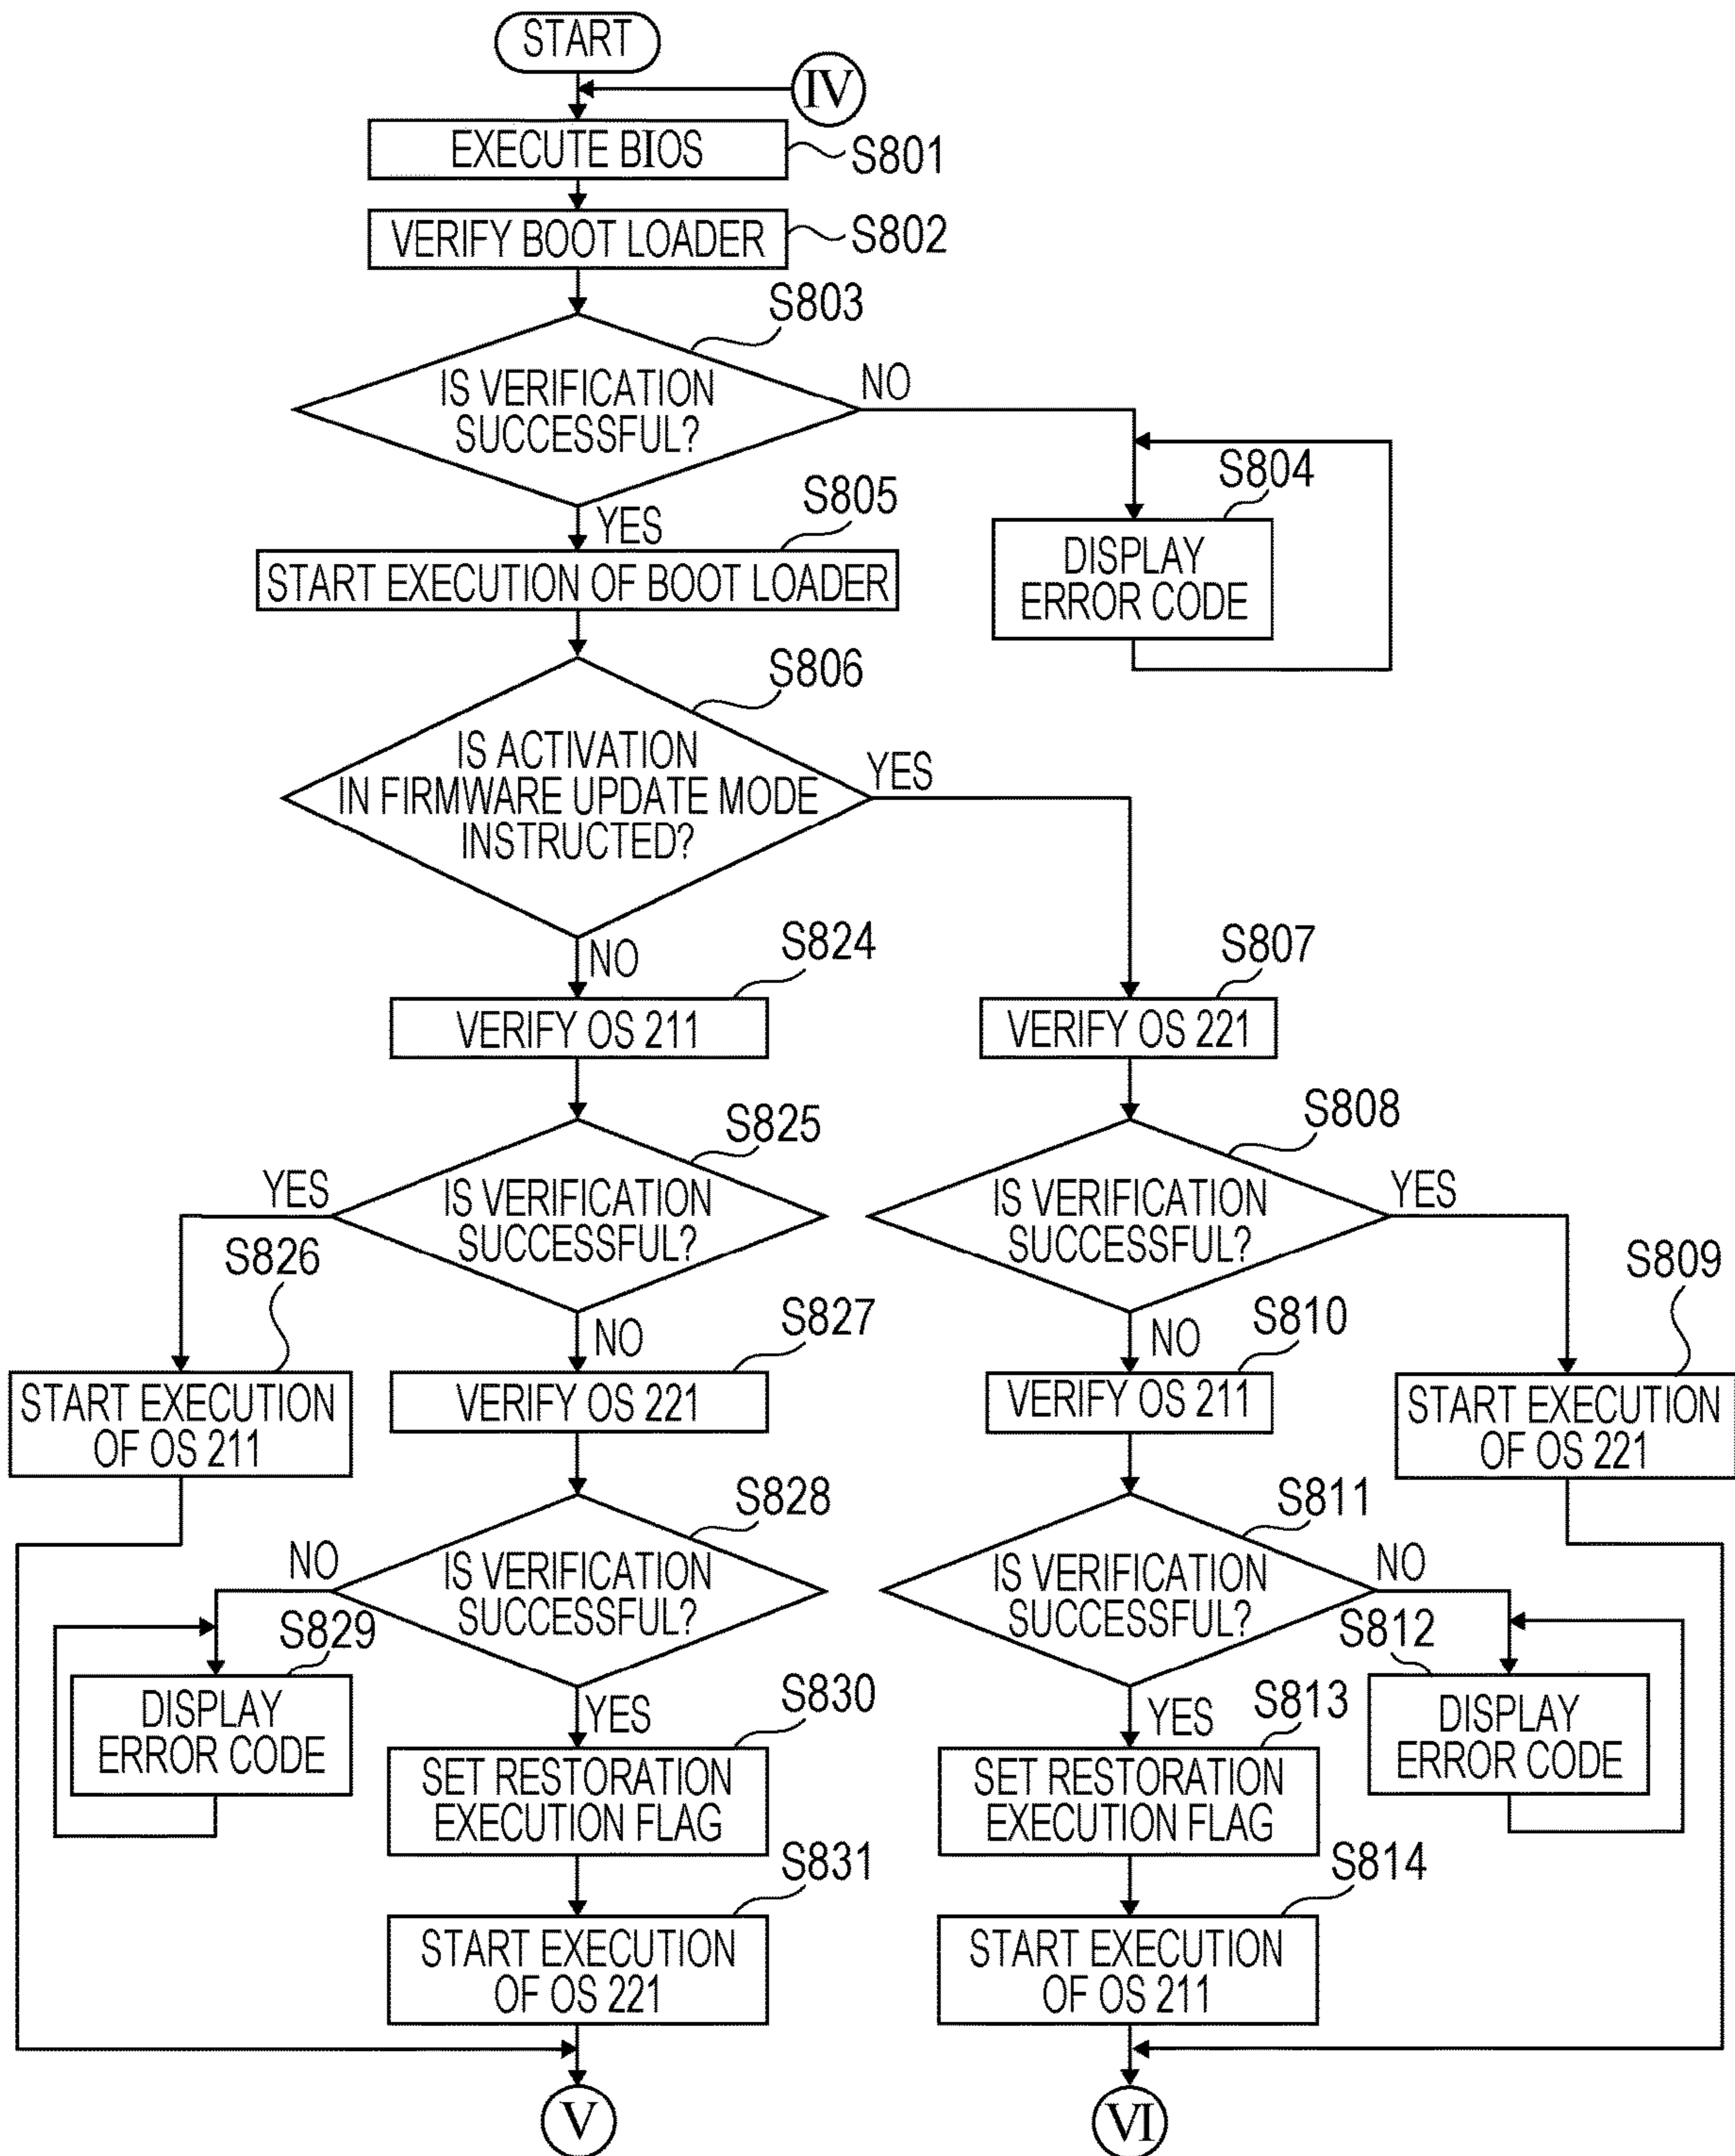 START
IV
EXECUTE BIOS
S801
VERIFY BOOT LOADER
S802
S803
IS VERIFICATION
SUCCESSFUL?
NO
YES
S804
DISPLAY
ERROR CODE
S805
START EXECUTION OF BOOT LOADER
S806
IS ACTIVATION
IN FIRMWARE UPDATE MODE
INSTRUCTED?
YES
NO
S824
VERIFY OS 211
S807
VERIFY OS 221
S825
IS VERIFICATION
SUCCESSFUL?
YES
NO
S808
IS VERIFICATION
SUCCESSFUL?
YES
NO
S826
START EXECUTION
OF OS 211
S827
VERIFY OS 221
S810
VERIFY OS 211
S809
START EXECUTION
OF OS 221
S828
IS VERIFICATION
SUCCESSFUL?
NO
YES
S811
IS VERIFICATION
SUCCESSFUL?
NO
YES
S829
DISPLAY
ERROR CODE
S830
SET RESTORATION
EXECUTION FLAG
S813
SET RESTORATION
EXECUTION FLAG
S812
DISPLAY
ERROR CODE
S831
START EXECUTION
OF OS 221
S814
START EXECUTION
OF OS 211
V
VI